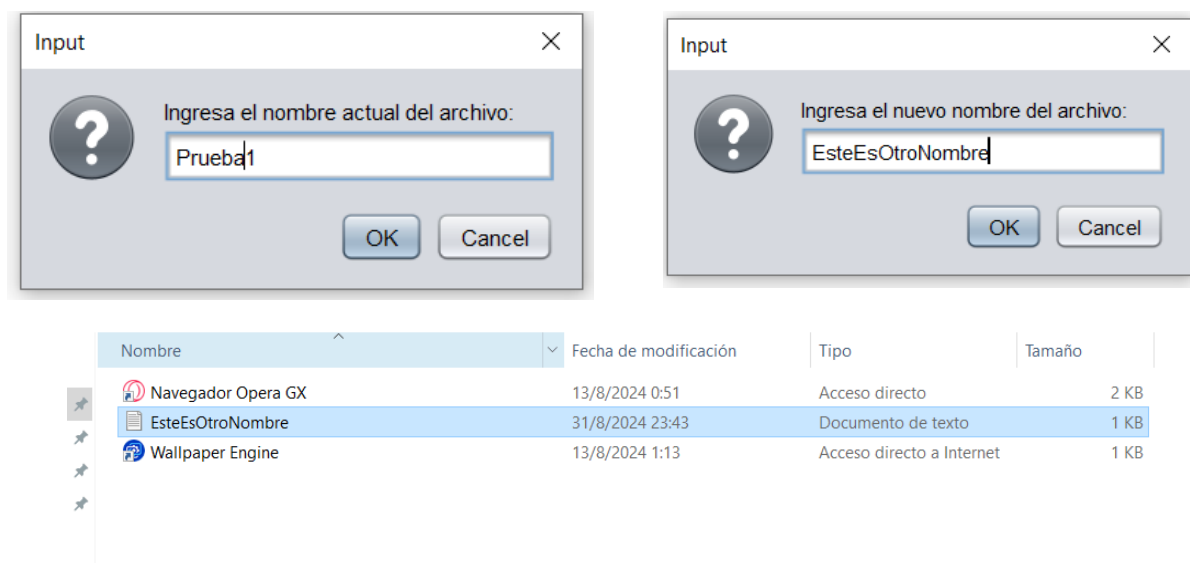 Input
Ingresa el nombre actual del archivo:
Prueba1
OK Cancel
Input
Ingresa el nuevo nombre del archivo:
EsteEsOtroNombre
OK Cancel
Nombre Fecha de modificación Tipo Tamaño
Navegador Opera GX 13/8/2024 0:51 Acceso directo 2 KB
EsteEsOtroNombre 31/8/2024 23:43 Documento de texto 1 KB
Wallpaper Engine 13/8/2024 1:13 Acceso directo a Internet 1 KB